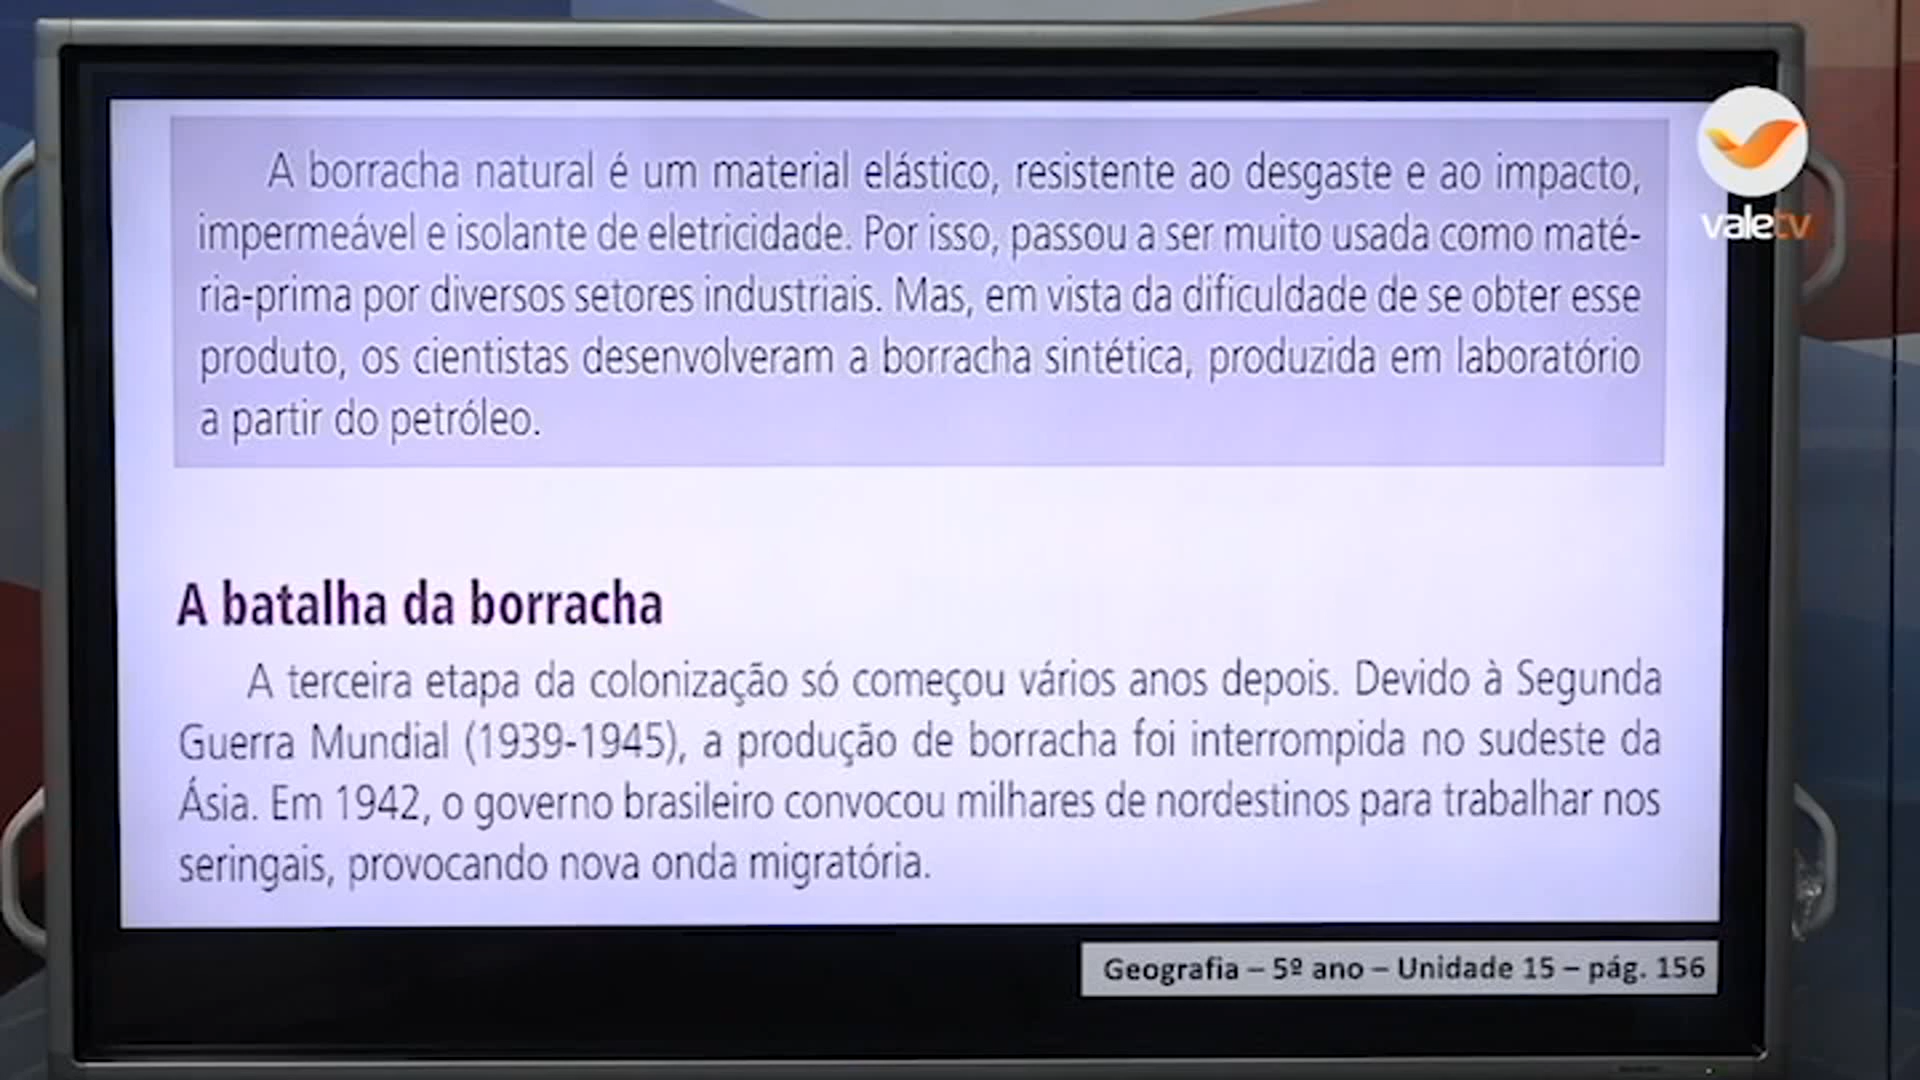 A borracha natural é um material elástico, resistente ao desgaste e ao impacto,
impermeável e isolante de eletricidade. Por isso, passou a ser muito usada como maté-
ria-prima por diversos setores industriais. Mas, em vista da dificuldade de se obter esse
produto, os cientistas desenvolveram a borracha sintética, produzida em laboratório
a partir do petróleo.
valetv
A batalha da borracha
A terceira etapa da colonização só começou vários anos depois. Devido à Segunda
Guerra Mundial (1939-1945), a produção de borracha foi interrompida no sudeste da
Ásia. Em 1942, o governo brasileiro convocou milhares de nordestinos para trabalhar nos
seringais, provocando nova onda migratória.
Geografia – 5º ano – Unidade 15 – pág. 156